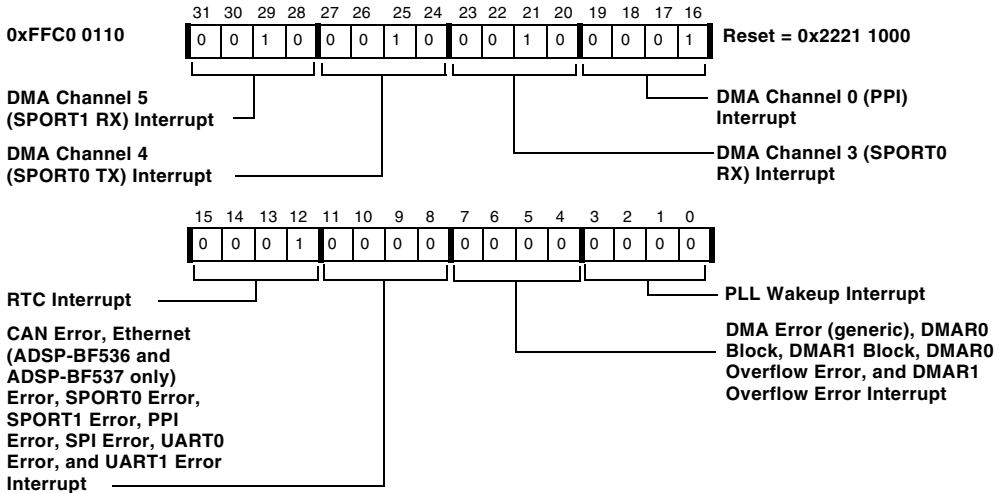 31 30 29 28 27 26 25 24 23 22 21 20 19 18 17 16
0xFFC0 0110
0 0 1 0 0 0 1 0 0 0 1 0 0 0 0 1
Reset = 0x2221 1000
DMA Channel 5
(SPORT1 RX) Interrupt
DMA Channel 4
(SPORT0 TX) Interrupt
DMA Channel 0 (PPI)
Interrupt
DMA Channel 3 (SPORT0
RX) Interrupt
15 14 13 12 11 10 9 8 7 6 5 4 3 2 1 0
0 0 0 1 0 0 0 0 0 0 0 0 0 0 0 0
RTC Interrupt
CAN Error, Ethernet
(ADSP-BF536 and
ADSP-BF537 only)
Error, SPORT0 Error,
SPORT1 Error, PPI
Error, SPI Error, UART0
Error, and UART1 Error
Interrupt
PLL Wakeup Interrupt
DMA Error (generic), DMAR0
Block, DMAR1 Block, DMAR0
Overflow Error, and DMAR1
Overflow Error Interrupt